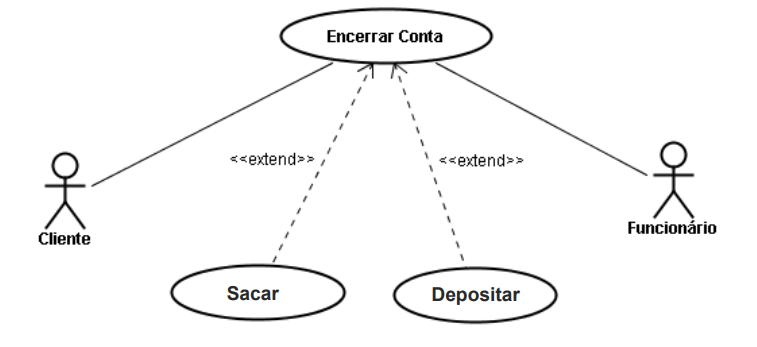 Encerrar Conta
<<extend>>
<<extend>>
Cliente
Funcionário
Sacar
Depositar